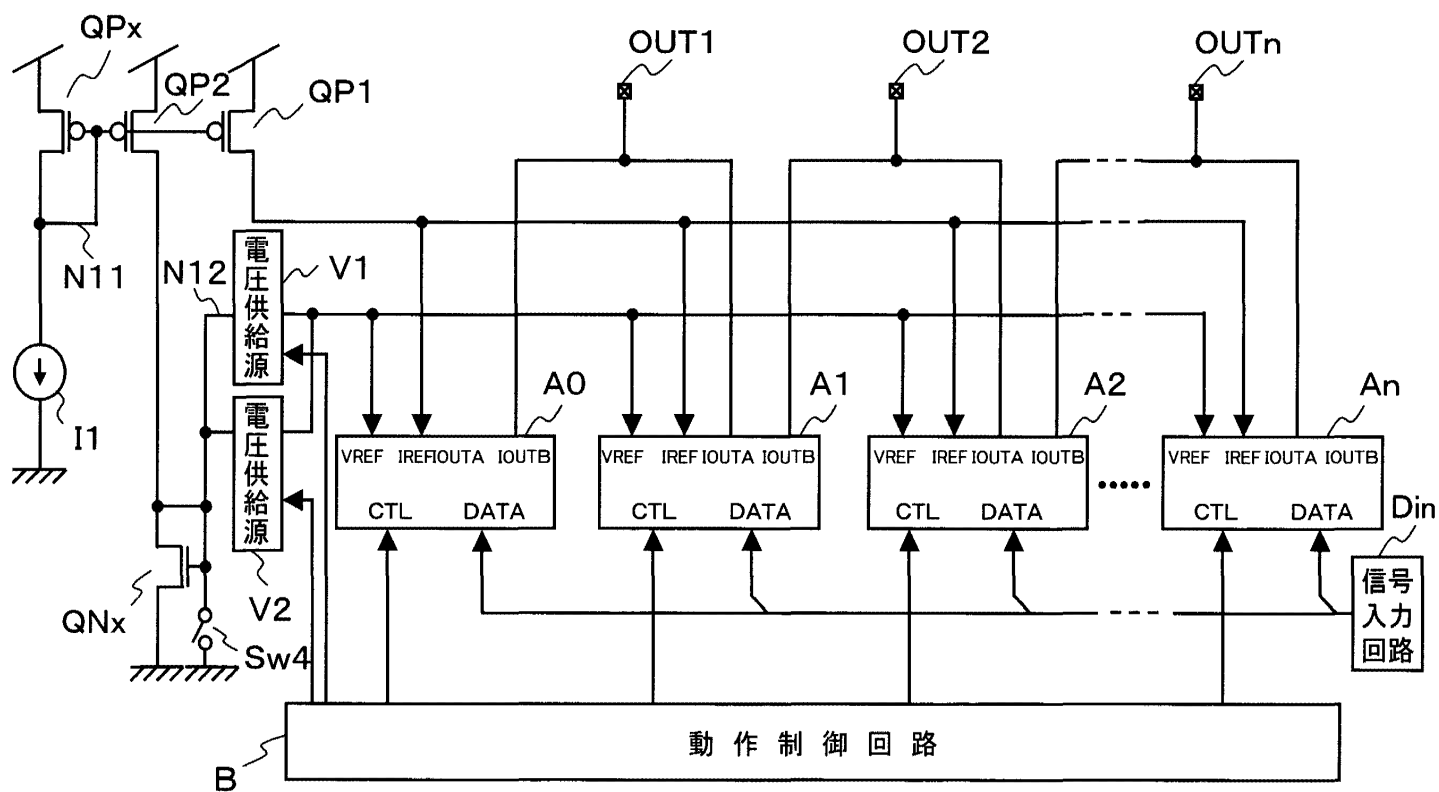 QPx
QP2
QP1
OUT1
OUT2
OUTn
N11
N12
I1
電圧供給源
V1
電圧供給源
V2
QNx
Sw4
A0
VREF IREF IOUTA IOUTB
CTL DATA
A1
VREF IREF IOUTA IOUTB
CTL DATA
A2
VREF IREF IOUTA IOUTB
CTL DATA
An
VREF IREF IOUTA IOUTB
CTL DATA
Din
信号
入力
回路
動作制御回路
B